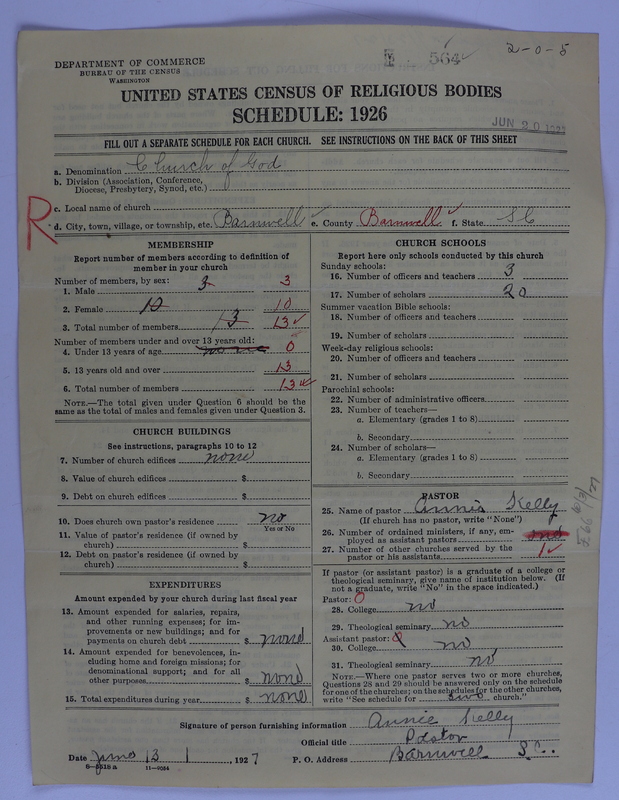 DEPARTMENT OF COMMERCE
BUREAU OF THE CENSUS
WASHINGTON
564
2-0-5
UNITED STATES CENSUS OF RELIGIOUS BODIES
SCHEDULE: 1926
JUN 20 1927
FILL OUT A SEPARATE SCHEDULE FOR EACH CHURCH. SEE INSTRUCTIONS ON THE BACK OF THIS SHEET
a. Denomination Church of God
b. Division (Association, Conference, Diocese, Presbytery, Synod, etc.)
c. Local name of church
R
d. City, town, village, or township, etc. Barnwell e. County Barnwell f. State S C
MEMBERSHIP
Report number of members according to definition of
member in your church
Number of members, by sex:
1. Male 3 3
2. Female 10 10
3. Total number of members 13 13
Number of members under and over 13 years old:
4. Under 13 years of age none 0
5. 13 years old and over 13
6. Total number of members 13
NOTE.—The total given under Question 6 should be
same as the total of males and females given under Question 3.
CHURCH BUILDINGS
See instructions, paragraphs 10 to 12
7. Number of church edifices none
8. Value of church edifices $
9. Debt on church edifices $
10. Does church own pastor's residence no
Yes or No
11. Value of pastor's residence (if owned by
church) $
12. Debt on pastor's residence (if owned by
church) $
EXPENDITURES
Amount expended by your church during last fiscal year
13. Amount expended for salaries, repairs,
and other running expenses; for im-
provements or new buildings; and for
payments on church debt $ none
14. Amount expended for benevolences, in-
cluding home and foreign missions; for
denominational support; and for all
other purposes $ none
15. Total expenditures during year $ none
CHURCH SCHOOLS
Report here only schools conducted by this church
Sunday schools:
16. Number of officers and teachers 3
17. Number of scholars 20
Summer vacation Bible schools:
18. Number of officers and teachers
19. Number of scholars
Week-day religious schools:
20. Number of officers and teachers
21. Number of scholars
Parochial schools:
22. Number of administrative officers
23. Number of teachers—
a. Elementary (grades 1 to 8)
b. Secondary
24. Number of scholars—
a. Elementary (grades 1 to 8)
b. Secondary
PASTOR
25. Name of pastor Annie Kelly
(If church has no pastor, write "None")
26. Number of ordained ministers, if any, em-
ployed as assistant pastors
27. Number of other churches served by the
pastor or his assistants 1
If pastor (or assistant pastor) is a graduate of a college or
theological seminary, give name of institution below. (If
not a graduate, write "No" in the space indicated.)
Pastor: 0
28. College no
29. Theological seminary no
Assistant pastor: 0
30. College no
31. Theological seminary no
NOTE.—Where one pastor serves two or more churches,
Questions 28 and 29 should be answered only on the schedule
for one of the churches; on the schedules for the other churches,
write "See schedule for two church."
Signature of person furnishing information Annie Kelly
Official title Pastor
Date June 13, 1927 P. O. Address Barnwell S.C.
6-5518 a 11-9064